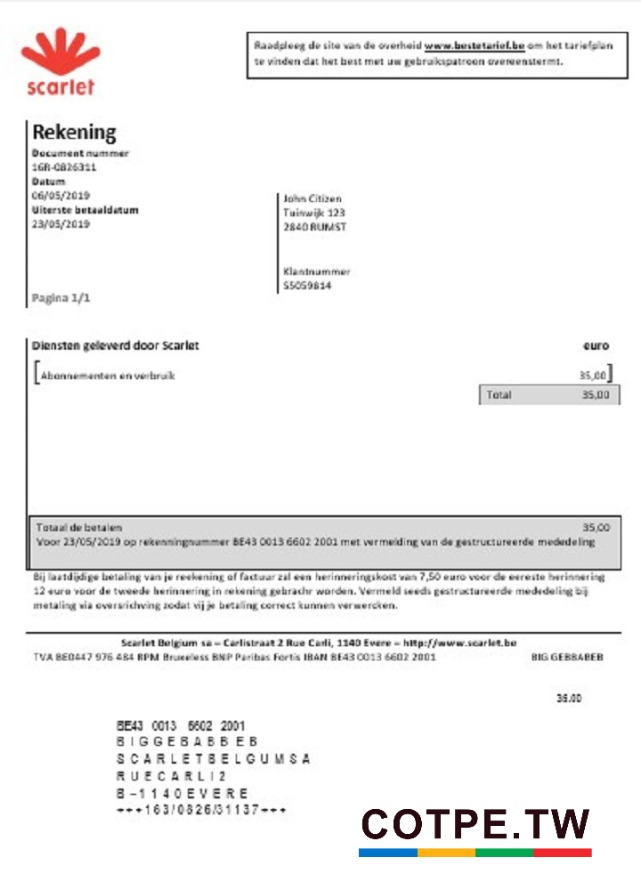 scarlet
Raadpleeg de site van de overheid www.bestetarief.be om het tariefplan
te vinden dat het best met uw gebruikspatroon overeenstermt.
Rekening
Document nummer
16R-0826311
Datum
06/05/2019
Uiterste betaaldatum
23/05/2019
John Citizen
Tuinwijk 123
2840 RUMST
Klantnummer
S5059814
Pagina 1/1
Diensten geleverd door Scarlet euro
Abonnementen en verbruik 35,00
Total 35,00
Totaal de betalen 35,00
Voor 23/05/2019 op rekenningnummer BE43 0013 6602 2001 met vermelding van de gestructureerde mededeling
Bij laatdijdige betaling van je reekening of factuur zal een herinneringskost van 7,50 euro voor de eereste herinnering
12 euro voor de tweede herinnering in rekening gebrachr worden. Vermeld seeds gestructureerde mededeling bij
metaling via overschrijving zodat vij je betaling correct kunnen verwercken.
Scarlet Belgium sa – Carlistraat 2 Rue Carli, 1140 Evere – http://www.scarlet.be
TVA BE0447 976 484 RPM Bruxeless BNP Paribas Fortis IBAN BE43 0013 6602 2001 BIG GEBBABEB
35.00
BE43 0013 6602 2001
BIGGEBABBEB
SCARLETBELGUMSA
RUECARLI2
B-1140EVERE
+++163/0826/31137+++
COTPE.TW